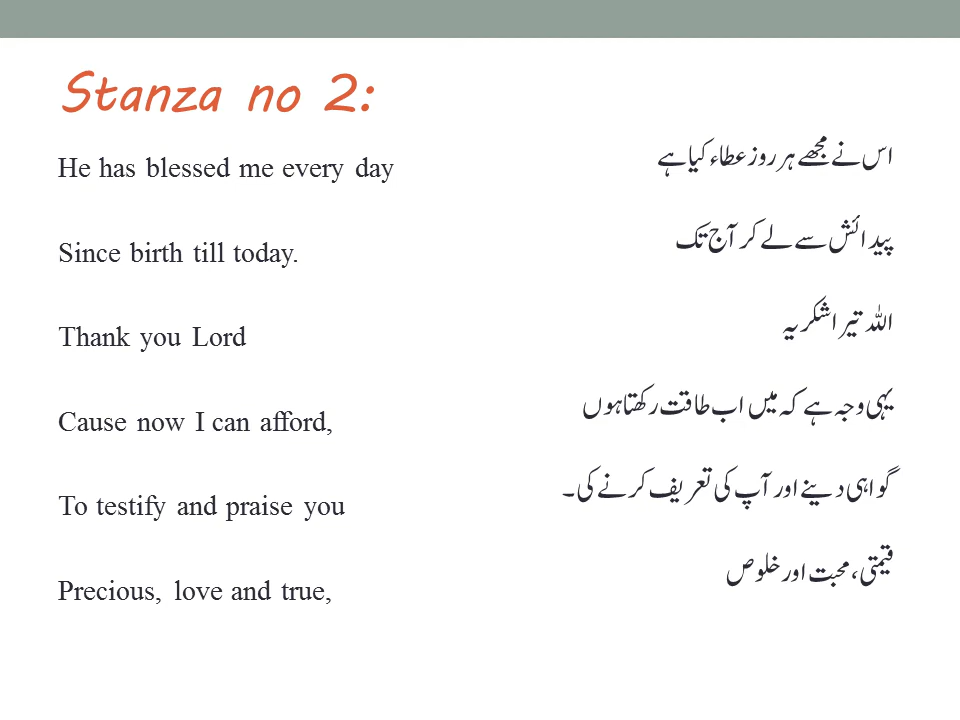 Stanza no 2:
He has blessed me every day
اس نے مجھے ہر روز عطاء کیا ہے
Since birth till today.
پیدائش سے لے کر آج تک
Thank you Lord
اللہ تیرا شکریہ
Cause now I can afford,
یہی وجہ ہے کہ میں اب طاقت رکھتا ہوں
To testify and praise you
گواہی دینے اور آپ کی تعریف کرنے کی۔
Precious, love and true,
قیمتی، محبت اور خلوص